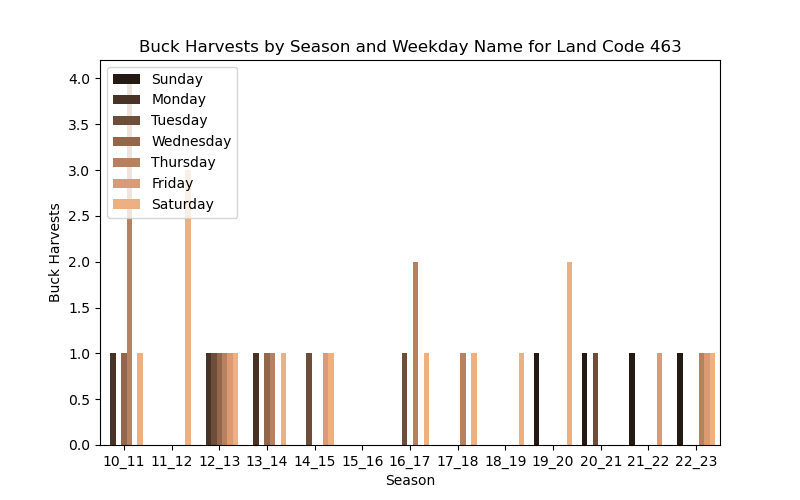 Buck Harvests by Season and Weekday Name for Land Code 463
Sunday
Monday
Tuesday
Wednesday
Thursday
Friday
Saturday
4.0
3.5
3.0
2.5
2.0
1.5
1.0
0.5
0.0
Buck Harvests
10_11 11_12 12_13 13_14 14_15 15_16 16_17 17_18 18_19 19_20 20_21 21_22 22_23
Season